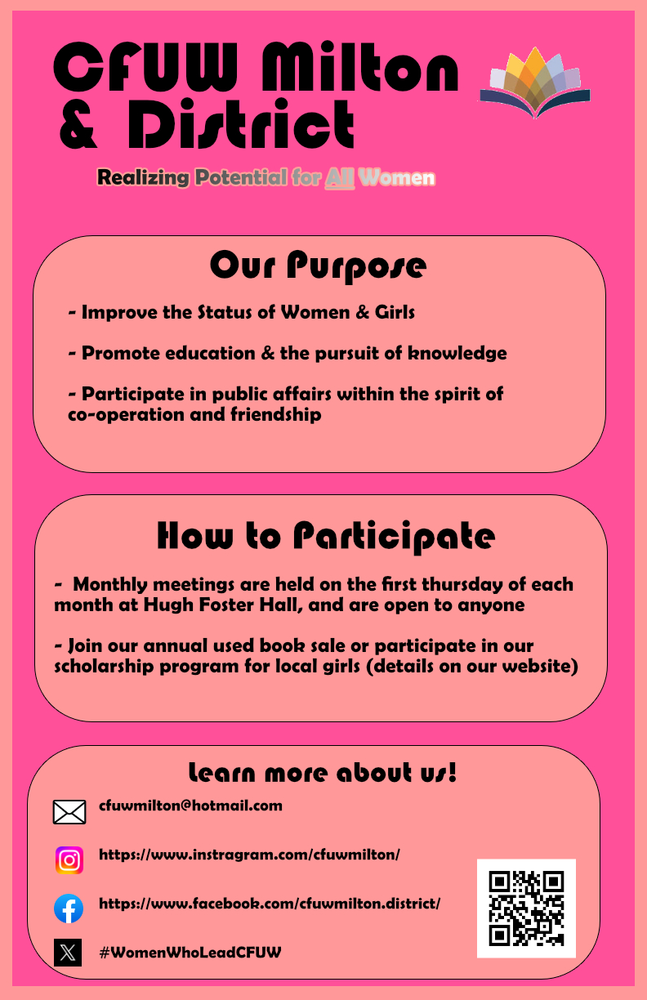 CFUW Milton
& District
Realizing Potential for All Women
Our Purpose
- Improve the Status of Women & Girls
- Promote education & the pursuit of knowledge
- Participate in public affairs within the spirit of
co-operation and friendship
How to Participate
- Monthly meetings are held on the first thursday of each
month at Hugh Foster Hall, and are open to anyone
- Join our annual used book sale or participate in our
scholarship program for local girls (details on our website)
Learn more about us!
cfuwmilton@hotmail.com
https://www.instragram.com/cfuwmilton/
https://www.facebook.com/cfuwmilton.district/
#WomenWhoLeadCFUW